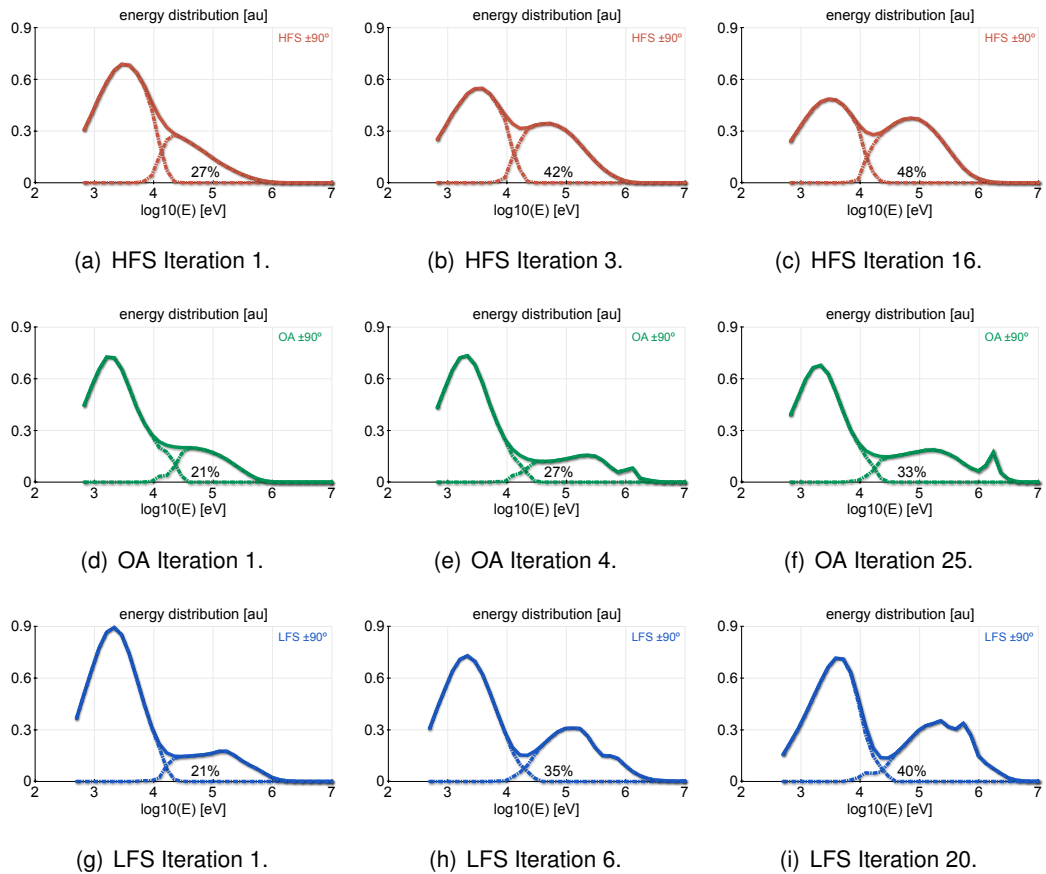 energy distribution [au]
HFS ±90º
0.9
0.6
0.3
0
27%
2 3 4 5 6 7
log10(E) [eV]
(a) HFS Iteration 1.
energy distribution [au]
HFS ±90º
0.9
0.6
0.3
0
42%
2 3 4 5 6 7
log10(E) [eV]
(b) HFS Iteration 3.
energy distribution [au]
HFS ±90º
0.9
0.6
0.3
0
48%
2 3 4 5 6 7
log10(E) [eV]
(c) HFS Iteration 16.
energy distribution [au]
OA ±90º
0.9
0.6
0.3
0
21%
2 3 4 5 6 7
log10(E) [eV]
(d) OA Iteration 1.
energy distribution [au]
OA ±90º
0.9
0.6
0.3
0
27%
2 3 4 5 6 7
log10(E) [eV]
(e) OA Iteration 4.
energy distribution [au]
OA ±90º
0.9
0.6
0.3
0
33%
2 3 4 5 6 7
log10(E) [eV]
(f) OA Iteration 25.
energy distribution [au]
LFS ±90º
0.9
0.6
0.3
0
21%
2 3 4 5 6 7
log10(E) [eV]
(g) LFS Iteration 1.
energy distribution [au]
LFS ±90º
0.9
0.6
0.3
0
35%
2 3 4 5 6 7
log10(E) [eV]
(h) LFS Iteration 6.
energy distribution [au]
LFS ±90º
0.9
0.6
0.3
0
40%
2 3 4 5 6 7
log10(E) [eV]
(i) LFS Iteration 20.